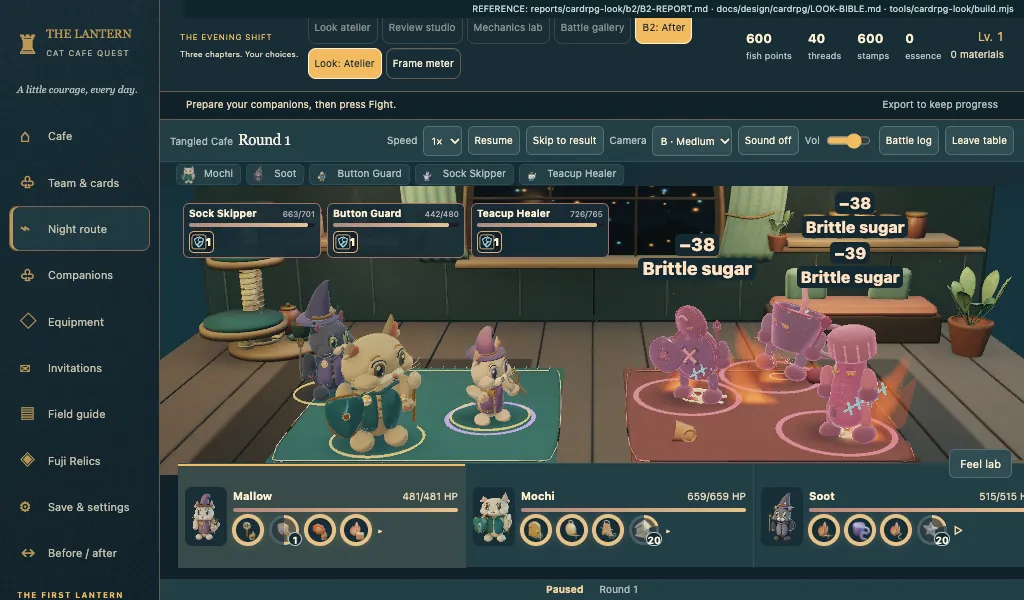 REFERENCE: reports/cardrpg-look/b2/B2-REPORT.md · docs/design/cardrpg/LOOK-BIBLE.md · tools/cardrpg-look/build.mjs
THE LANTERN
CAT CAFE QUEST
A little courage, every day.
Cafe
Team & cards
Night route
Companions
Equipment
Invitations
Field guide
Fuji Relics
Save & settings
Before / after
THE FIRST LANTERN
THE EVENING SHIFT
Three chapters. Your choices.
Look atelier
Review studio
Mechanics lab
Battle gallery
B2: After
Look: Atelier
Frame meter
600
fish points
40
threads
600
stamps
0
essence
Lv. 1
0 materials
Prepare your companions, then press Fight.
Export to keep progress
Tangled Cafe Round 1
Speed
1×
Resume
Skip to result
Camera
B · Medium
Sound off
Vol
Battle log
Leave table
Mochi
Soot
Button Guard
Sock Skipper
Teacup Healer
Sock Skipper 663/701
1
Button Guard 442/480
1
Teacup Healer 726/765
1
−38
Brittle sugar
−38
Brittle sugar
−39
Brittle sugar
Feel lab
Mallow 481/481 HP
1
Mochi 659/659 HP
20
Soot 515/515 H
20
Paused Round 1